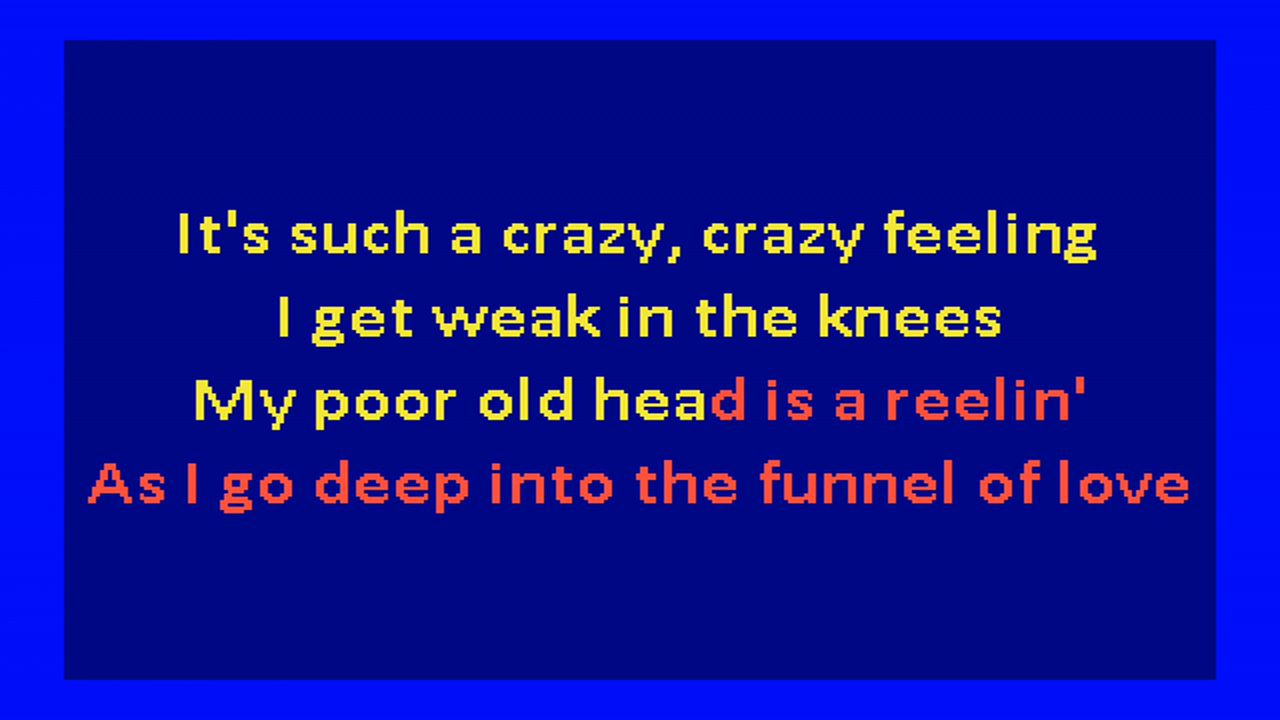 It's such a crazy, crazy feeling
I get weak in the knees
My poor old head is a reelin'
As I go deep into the funnel of love